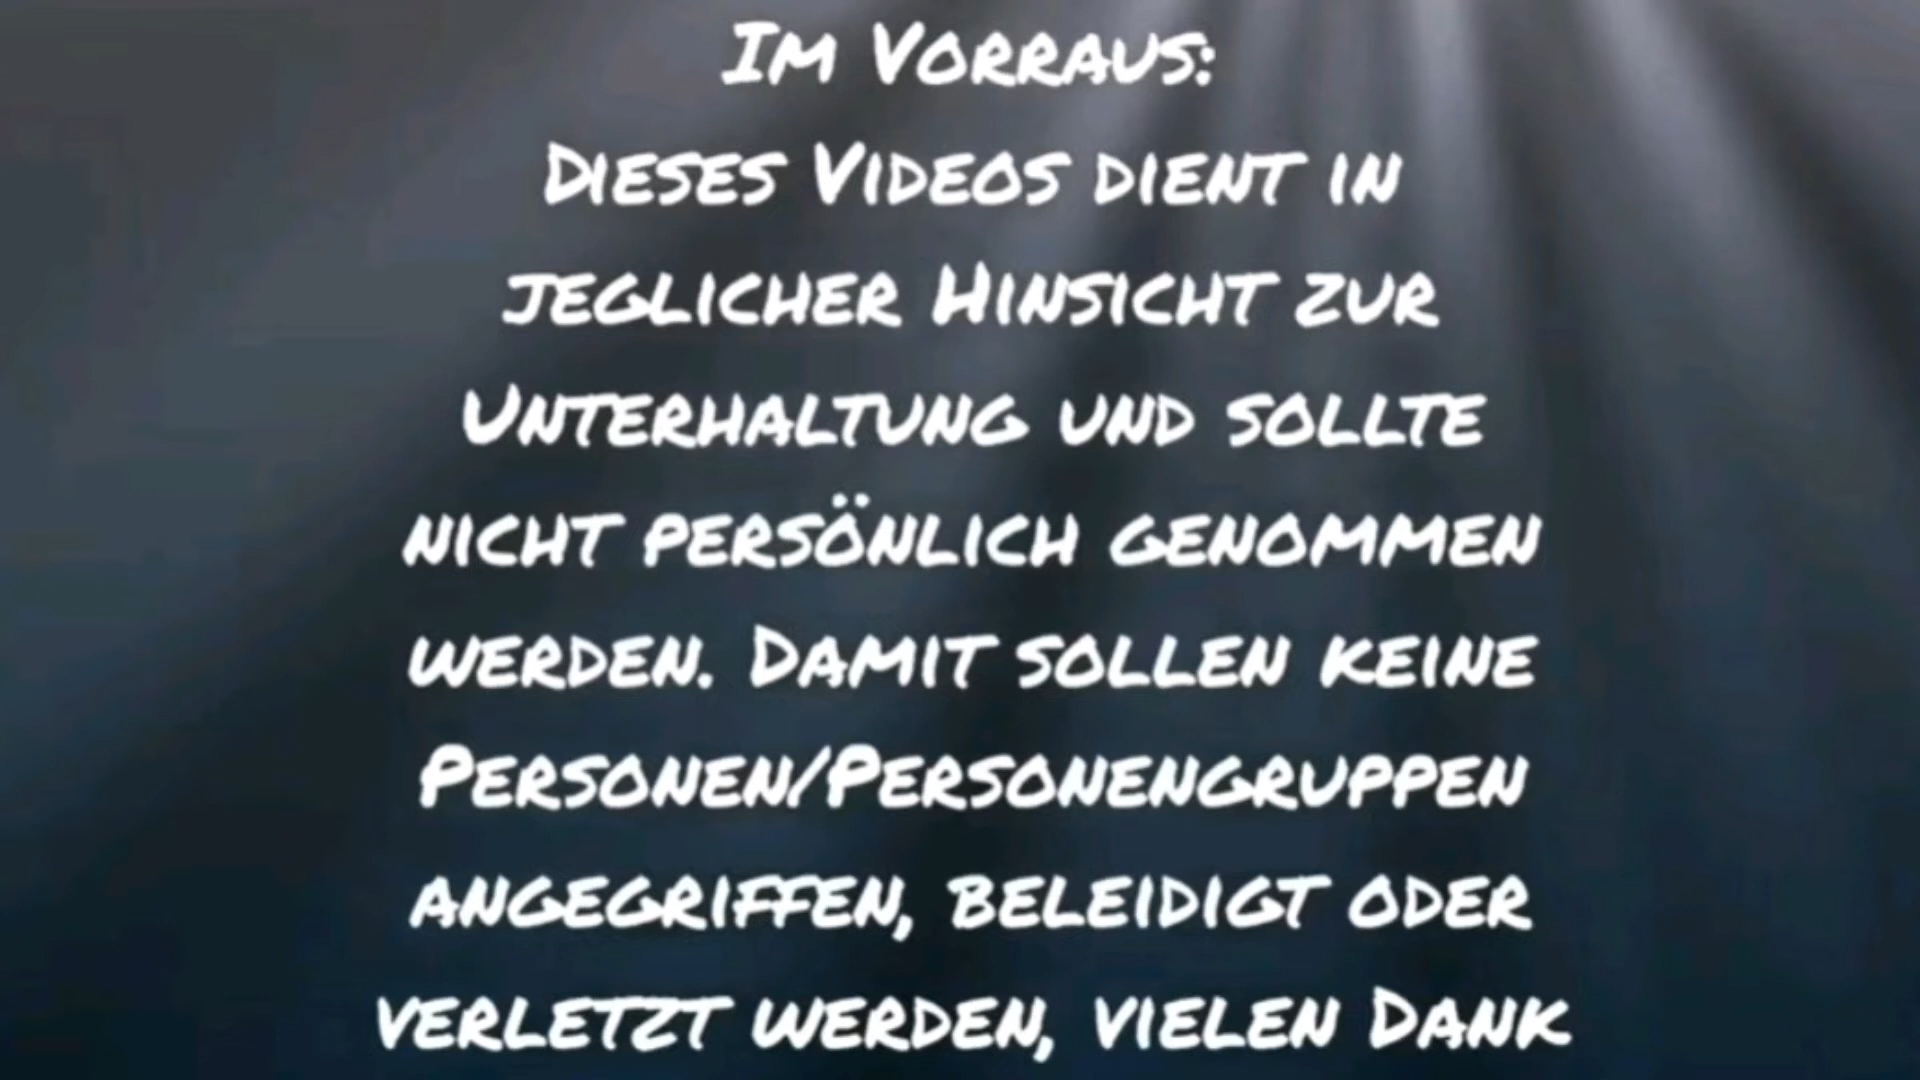 Im Vorraus:
Dieses Videos dient in
jeglicher Hinsicht zur
Unterhaltung und sollte
nicht persönlich genommen
werden. Damit sollen keine
Personen/Personengruppen
angegriffen, beleidigt oder
verletzt werden, vielen Dank